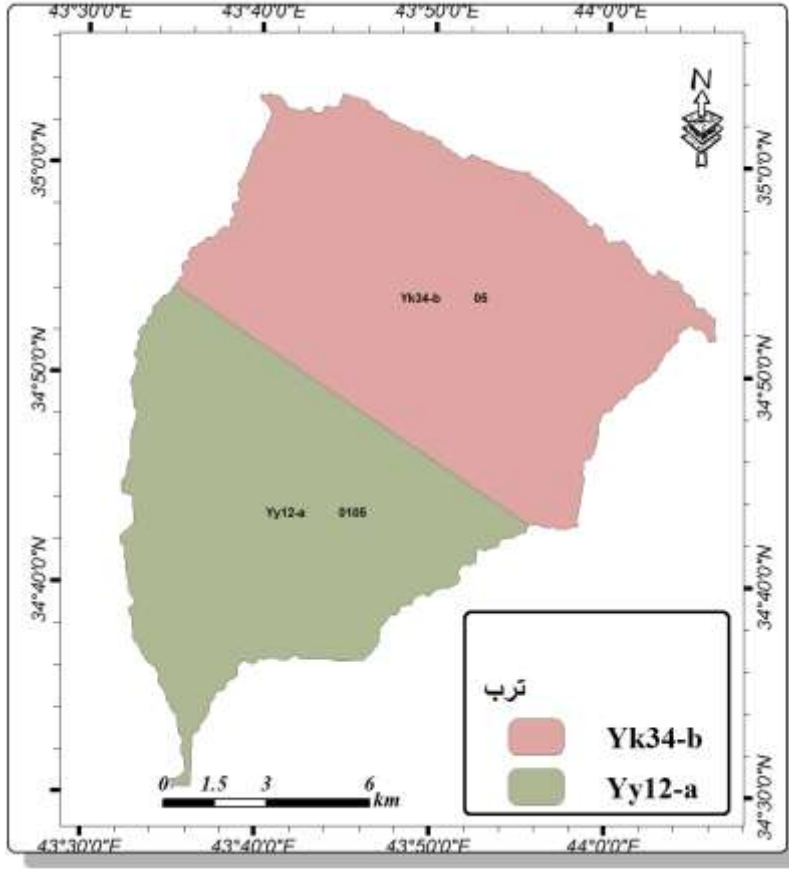 43°30'0"E 43°40'0"E 43°50'0"E 44°0'0"E
N
35°0'0"N 35°0'0"N
Yk34-b 05
34°50'0"N 34°50'0"N
Yy12-a 0105
34°40'0"N 34°40'0"N
ترب
Yk34-b
Yy12-a
0 1.5 3 6
km
34°30'0"N
43°30'0"E 43°40'0"E 43°50'0"E 44°0'0"E